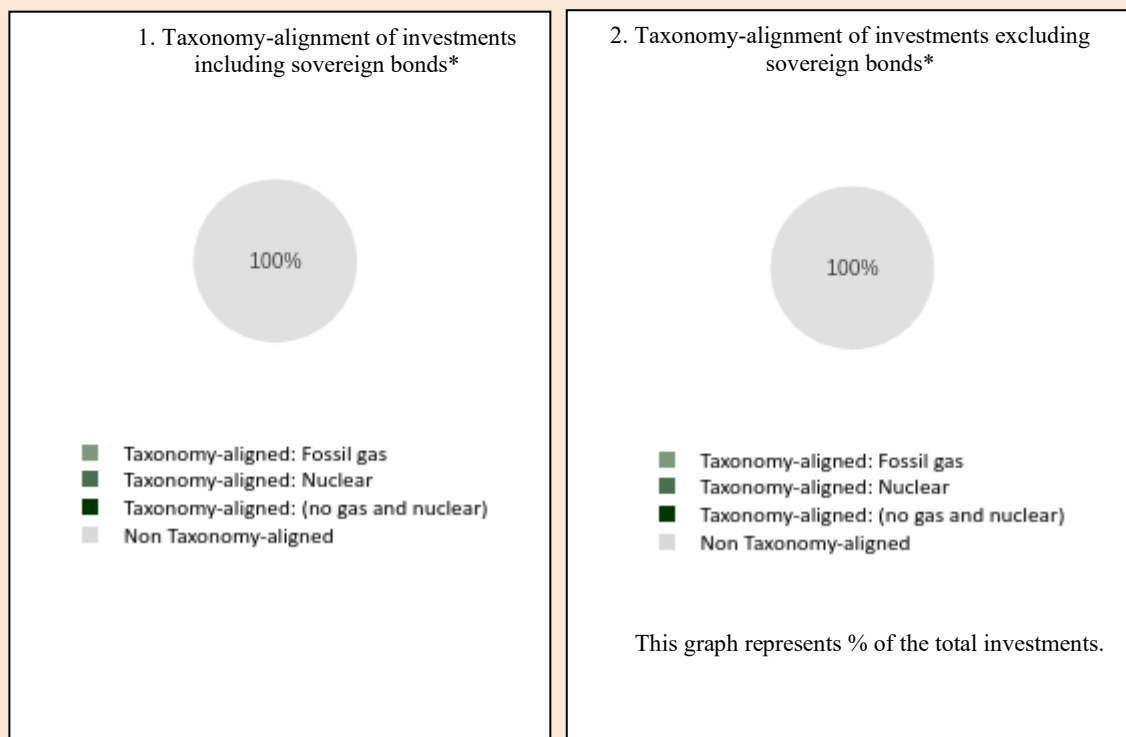 1. Taxonomy-alignment of investments
including sovereign bonds*
100%
Taxonomy-aligned: Fossil gas
Taxonomy-aligned: Nuclear
Taxonomy-aligned: (no gas and nuclear)
Non Taxonomy-aligned
2. Taxonomy-alignment of investments excluding
sovereign bonds*
100%
Taxonomy-aligned: Fossil gas
Taxonomy-aligned: Nuclear
Taxonomy-aligned: (no gas and nuclear)
Non Taxonomy-aligned
This graph represents % of the total investments.